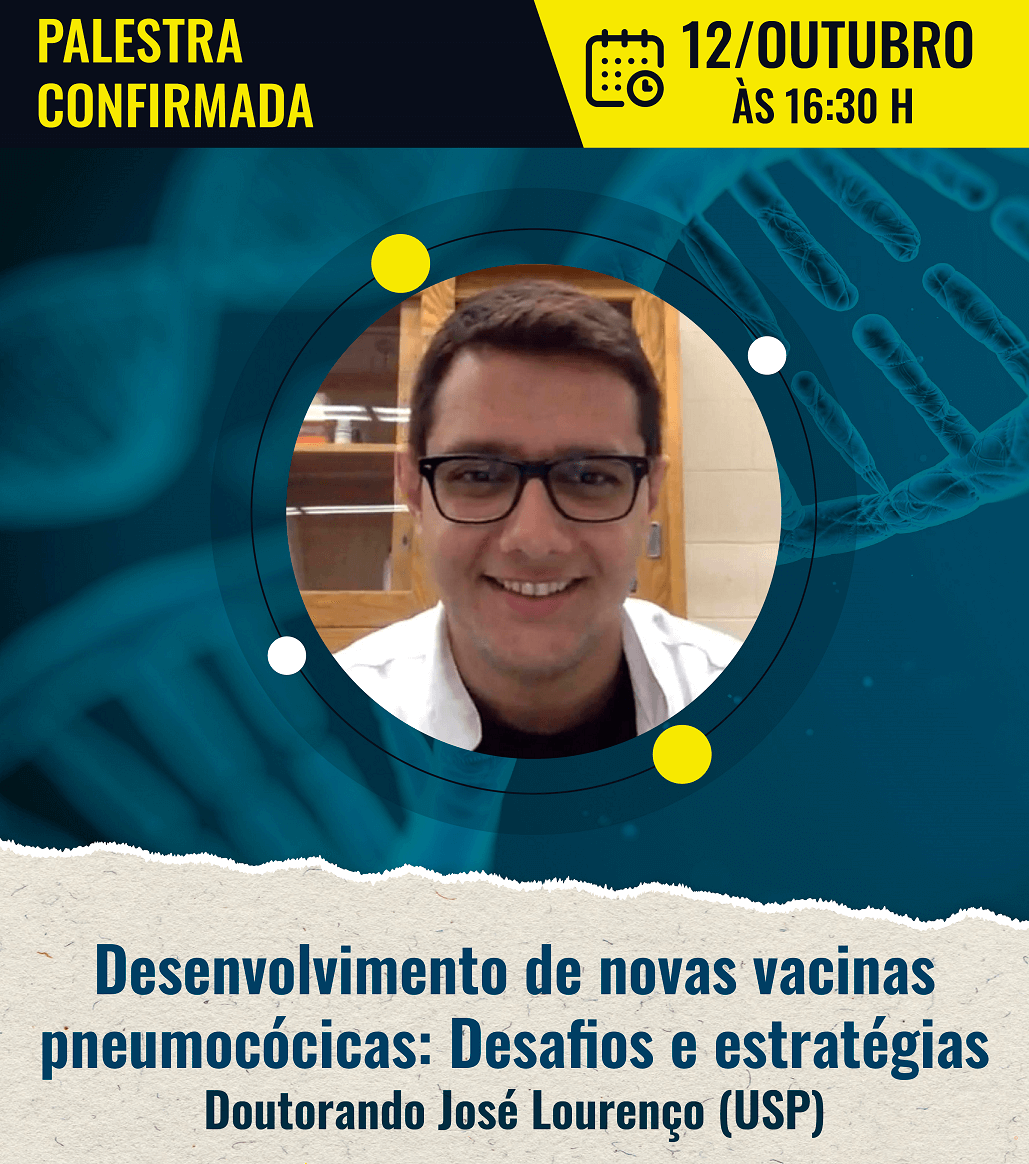 PALESTRA
CONFIRMADA
12/OUTUBRO
ÀS 16:30 H
Desenvolvimento de novas vacinas
pneumocócicas: Desafios e estratégias
Doutorando José Lourenço (USP)